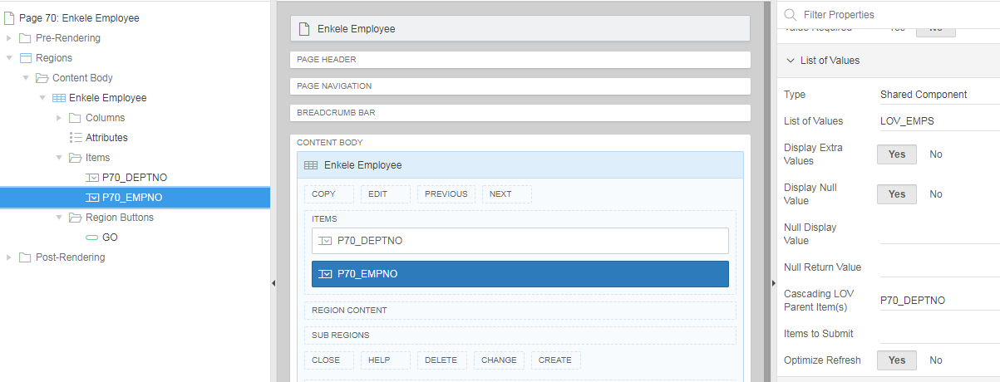 Page 70: Enkele Employee
Pre-Rendering
Regions
Content Body
Enkele Employee
Columns
Attributes
Items
P70_DEPTNO
P70_EMPNO
Region Buttons
GO
Post-Rendering
Enkele Employee
PAGE HEADER
PAGE NAVIGATION
BREADCRUMB BAR
CONTENT BODY
Enkele Employee
COPY EDIT PREVIOUS NEXT
ITEMS
P70_DEPTNO
P70_EMPNO
REGION CONTENT
SUB REGIONS
CLOSE HELP DELETE CHANGE CREATE
Filter Properties
Value Required Yes No
List of Values
Type Shared Component
List of Values LOV_EMPS
Display Extra
Values Yes No
Display Null
Value Yes No
Null Display
Value
Null Return Value
Cascading LOV
Parent Item(s) P70_DEPTNO
Items to Submit
Optimize Refresh Yes No